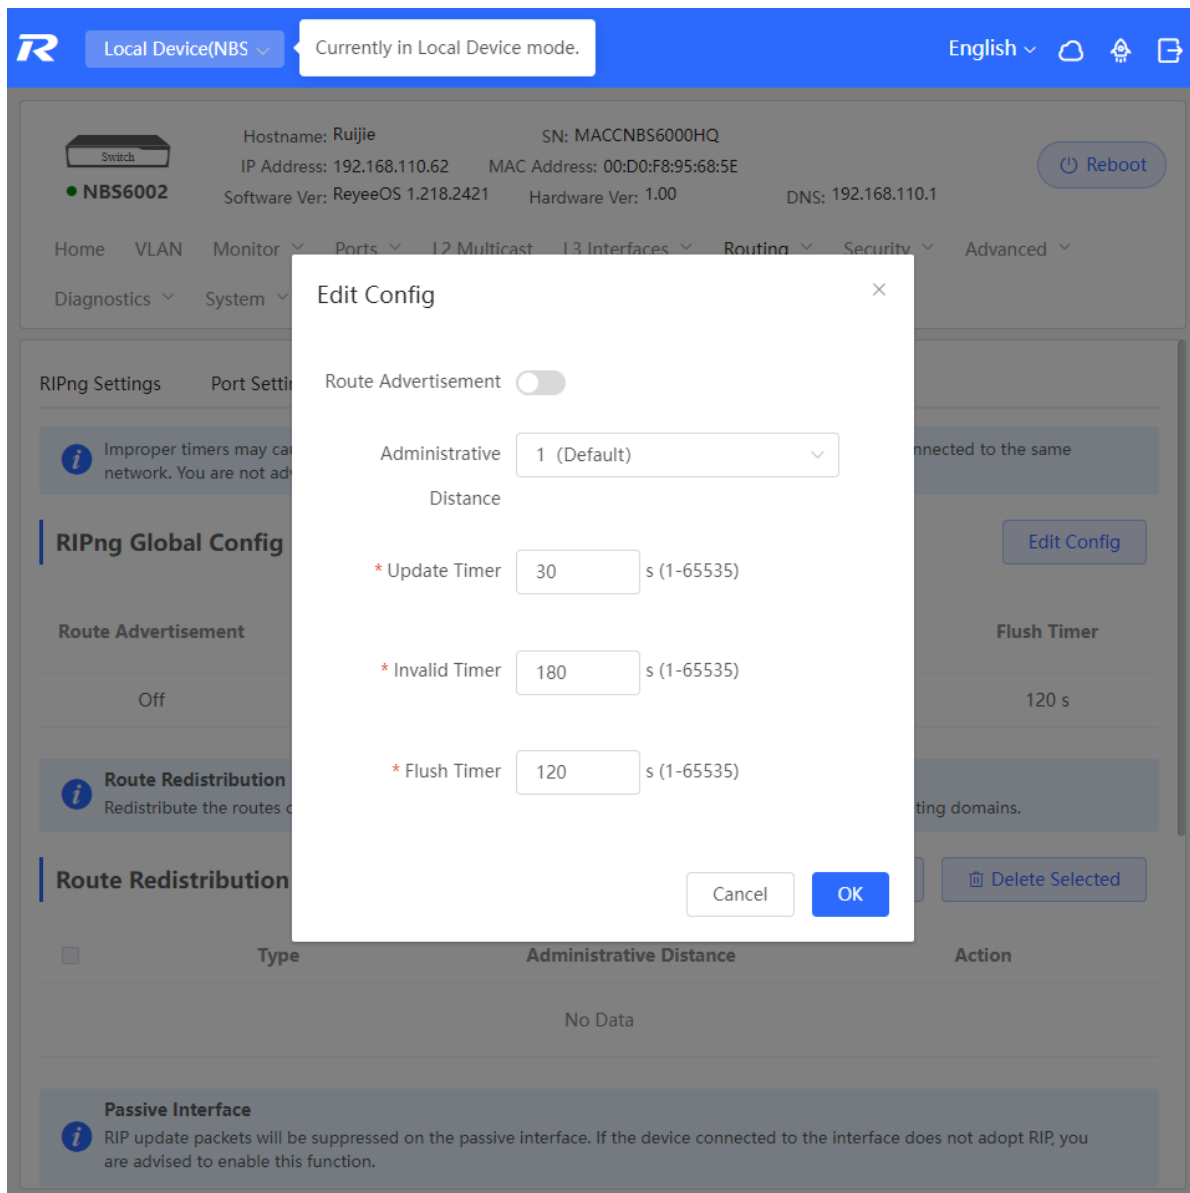 Local Device(NBS
Currently in Local Device mode.
English
Switch
NBS6002
Hostname: Ruijie
SN: MACCNBS6000HQ
IP Address: 192.168.110.62
MAC Address: 00:D0:F8:95:68:5E
Software Ver: ReyeeOS 1.218.2421
Hardware Ver: 1.00
DNS: 192.168.110.1
Reboot
Home VLAN Monitor Ports L2 Multicast L3 Interfaces Routing Security Advanced
Diagnostics System
Edit Config
Route Advertisement
Administrative Distance
1 (Default)
* Update Timer 30 s (1-65535)
* Invalid Timer 180 s (1-65535)
* Flush Timer 120 s (1-65535)
Cancel OK
RIPng Settings Port Settin
Improper timers may cau
nnected to the same
network. You are not adv
RIPng Global Config
Edit Config
Route Advertisement
Flush Timer
Off
120 s
Route Redistribution
Redistribute the routes o
ting domains.
Route Redistribution
Delete Selected
Type Administrative Distance Action
No Data
Passive Interface
RIP update packets will be suppressed on the passive interface. If the device connected to the interface does not adopt RIP, you
are advised to enable this function.